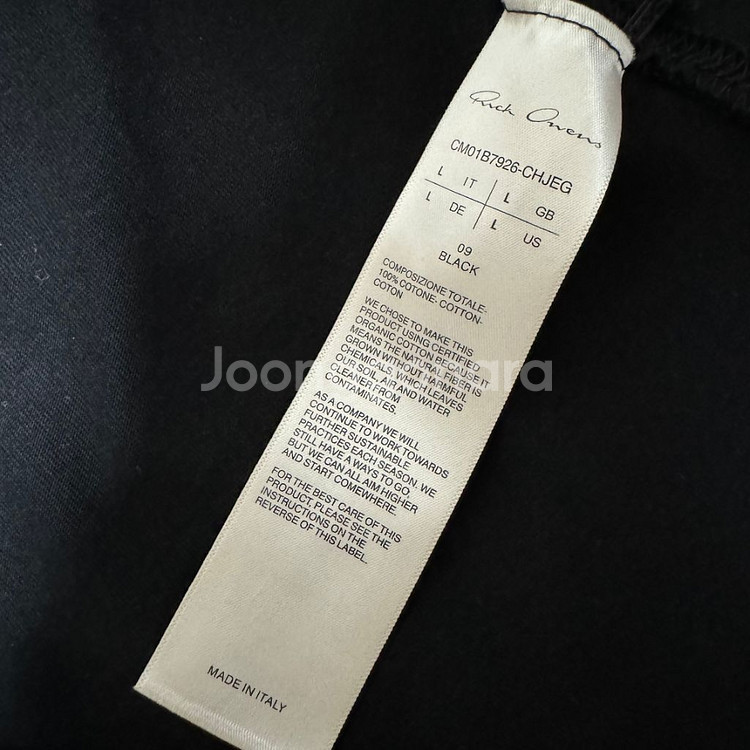 Rick Owens
CM01B7926-CHJEG
L IT L GB
L DE L US
09
BLACK
COMPOSIZIONE TOTALE-
100% COTONE- COTTON-
COTON
WE CHOSE TO MAKE THIS
PRODUCT USING CERTIFIED
ORGANIC COTTON BECAUSE IT
MEANS THE NATURAL FIBER IS
GROWN WITHOUT HARMFUL
CHEMICALS, WHICH LEAVES
OUR SOIL, AIR AND WATER
CLEANER FROM
CONTAMINATES.
AS A COMPANY WE WILL
CONTINUE TO WORK TOWARDS
FURTHER SUSTAINABLE
PRACTICES EACH SEASON. WE
STILL HAVE A WAYS TO GO,
BUT WE CAN ALL AIM HIGHER
AND START SOMEWHERE.
FOR THE BEST CARE OF THIS
PRODUCT, PLEASE SEE THE
INSTRUCTIONS ON THE
REVERSE OF THIS LABEL.
MADE IN ITALY